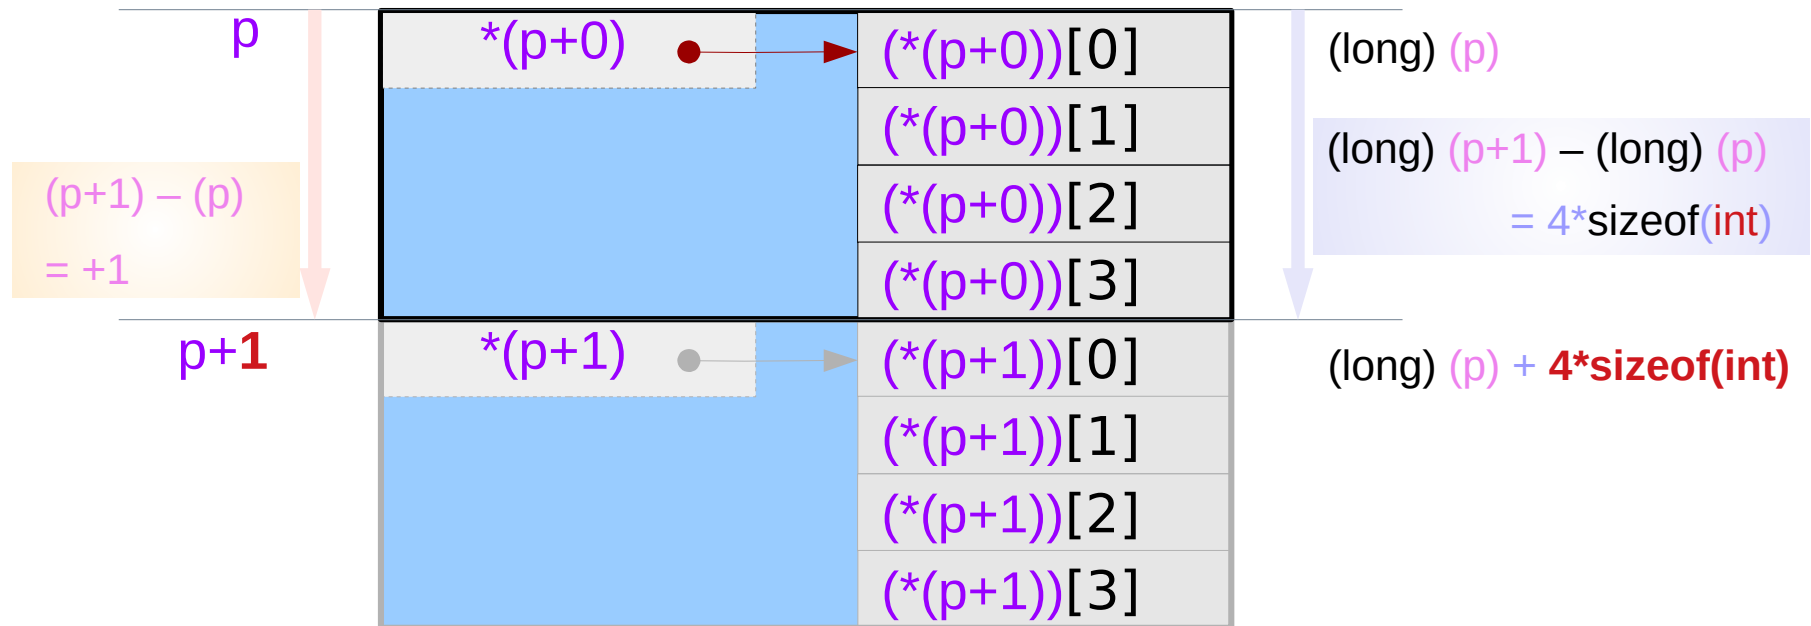 p
*(p+0)
(*(p+0))[0]
(long) (p)
(*(p+0))[1]
(long) (p+1) – (long) (p)
(p+1) – (p)
(*(p+0))[2]
= 4*sizeof(int)
= +1
(*(p+0))[3]
p+1
*(p+1)
(*(p+1))[0]
(long) (p) + 4*sizeof(int)
(*(p+1))[1]
(*(p+1))[2]
(*(p+1))[3]